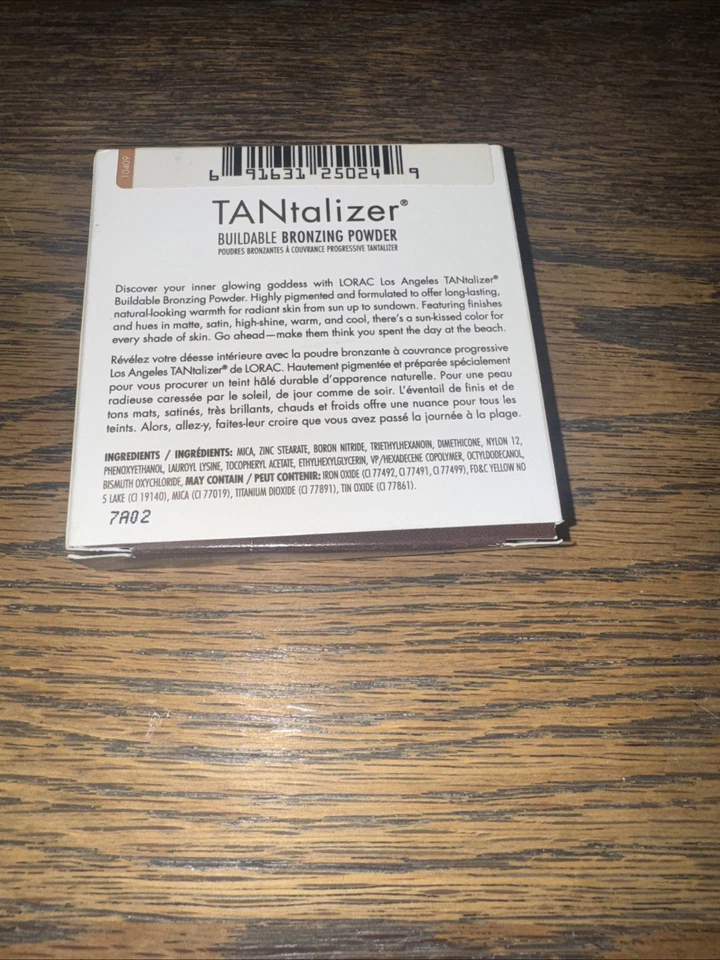 10409
6 91631 25024 9
TANtalizer®
BUILDABLE BRONZING POWDER
POUDRES BRONZANTES À COUVRANCE PROGRESSIVE TANTALIZER
Discover your inner glowing goddess with LORAC Los Angeles TANtalizer®
Buildable Bronzing Powder. Highly pigmented and formulated to offer long-lasting,
natural-looking warmth for radiant skin from sun up to sundown. Featuring finishes
and hues in matte, satin, high-shine, warm, and cool, there's a sun-kissed color for
every shade of skin. Go ahead—make them think you spent the day at the beach.
Révélez votre déesse intérieure avec la poudre bronzante à couvrance progressive
Los Angeles TANtalizer® de LORAC. Hautement pigmentée et préparée spécialement
pour vous procurer un teint hâlé durable d'apparence naturelle. Pour une peau
radieuse caressée par le soleil, de jour comme de soir. L'éventail de finis et de
tons mats, satinés, très brillants, chauds et froids offre une nuance pour tous les
teints. Alors, allez-y, faites-leur croire que vous avez passé la journée à la plage.
INGREDIENTS / INGRÉDIENTS: MICA, ZINC STEARATE, BORON NITRIDE, TRIETHYLHEXANOIN, DIMETHICONE, NYLON 12,
PHENOXYETHANOL, LAUROYL LYSINE, TOCOPHERYL ACETATE, ETHYLHEXYLGLYCERIN, VP/HEXADECENE COPOLYMER, OCTYLDODECANOL,
BISMUTH OXYCHLORIDE, MAY CONTAIN / PEUT CONTENIR: IRON OXIDE (CI 77492, CI 77491, CI 77499), FD&C YELLOW NO
5 LAKE (CI 19140), MICA (CI 77019), TITANIUM DIOXIDE (CI 77891), TIN OXIDE (CI 77861).
7A02